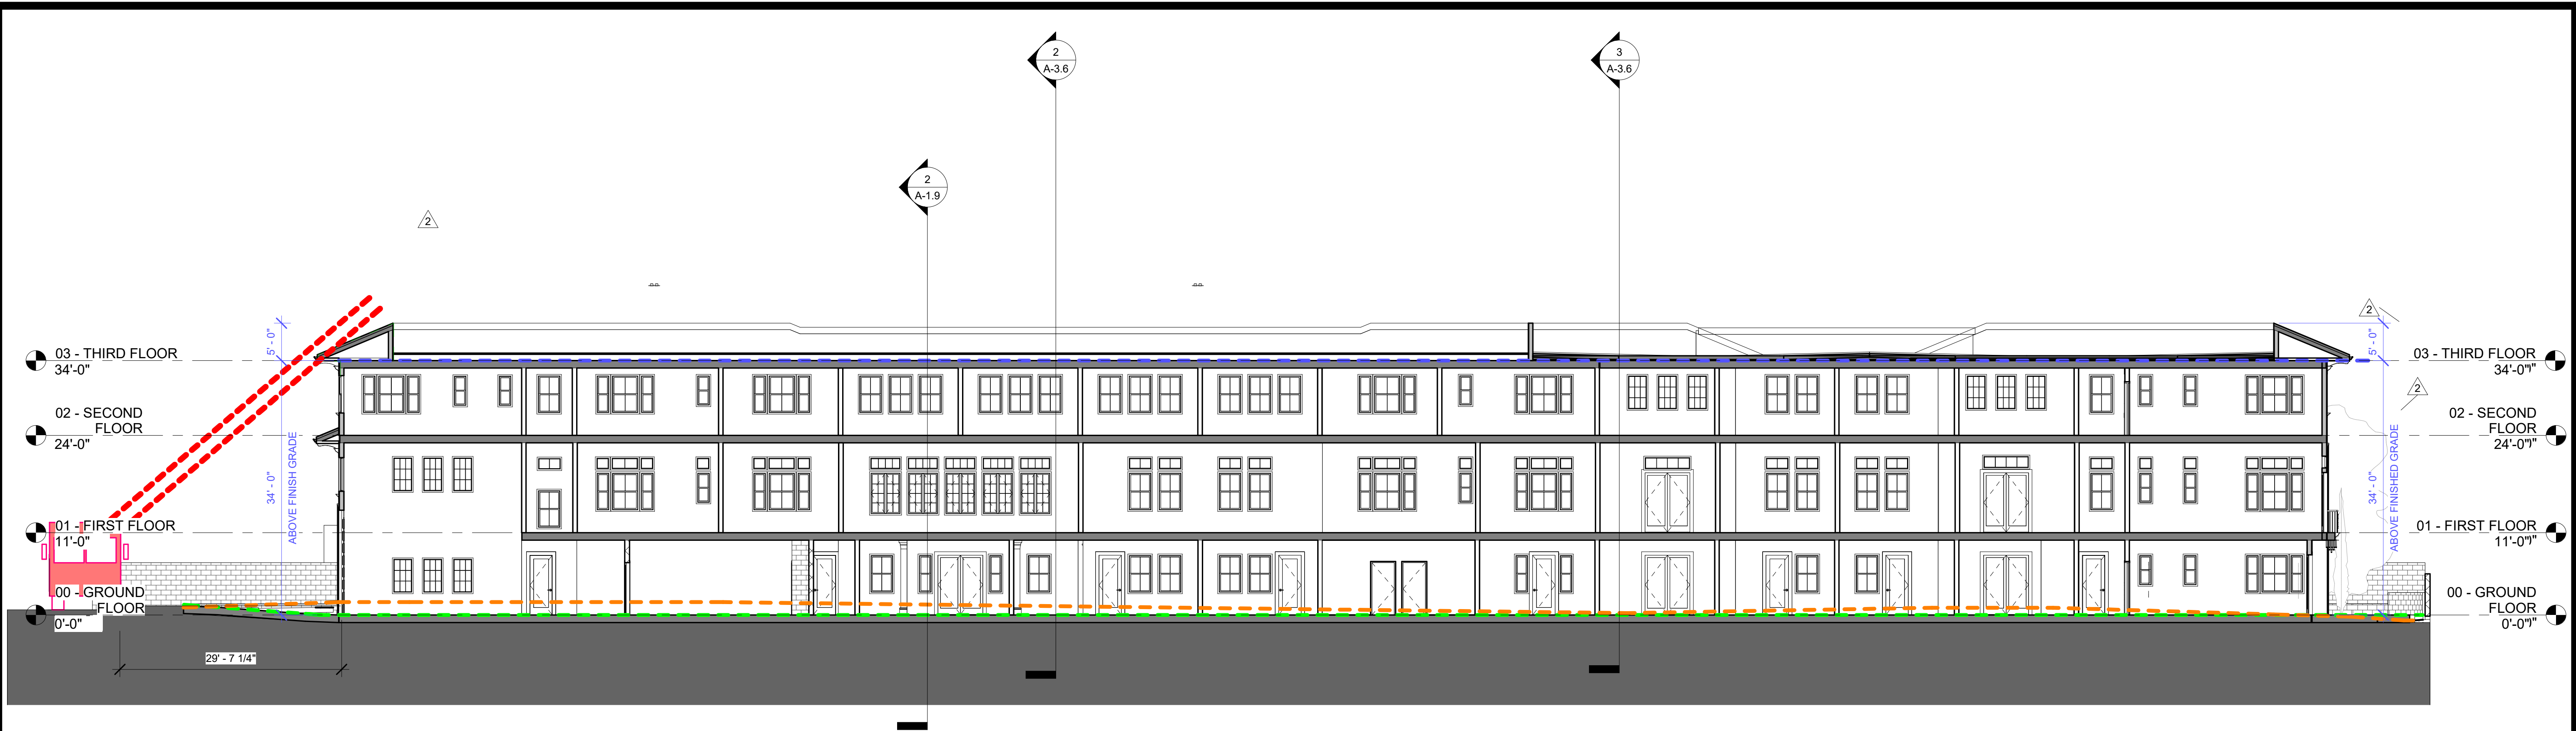 2
A-3.6
3
A-3.6
2
A-1.9
2
2
2
5' - 0"
5' - 0"
03 - THIRD FLOOR
34'-0"
02 - SECOND
FLOOR
24'-0"
01 - FIRST FLOOR
11'-0"
00 - GROUND
FLOOR
0'-0"
34' - 0"
ABOVE FINISH GRADE
29' - 7 1/4"
34' - 0"
ABOVE FINISHED GRADE
03 - THIRD FLOOR
34'-0"
02 - SECOND
FLOOR
24'-0"
01 - FIRST FLOOR
11'-0"
00 - GROUND
FLOOR
0'-0"